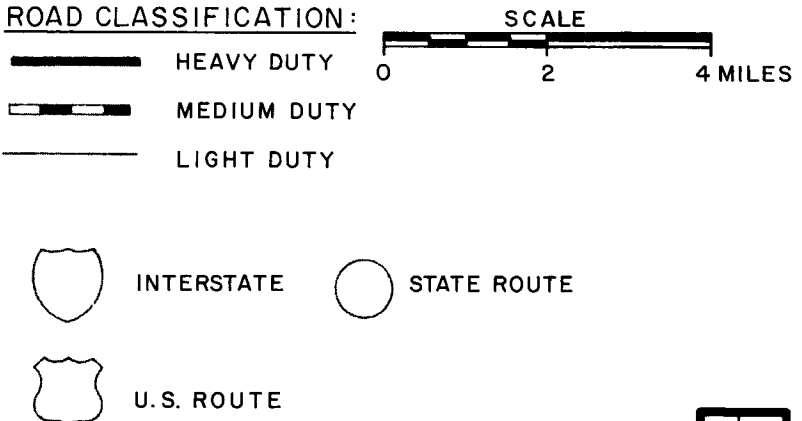 ROAD CLASSIFICATION:
HEAVY DUTY
MEDIUM DUTY
LIGHT DUTY
SCALE
0 2 4 MILES
INTERSTATE
STATE ROUTE
U.S. ROUTE